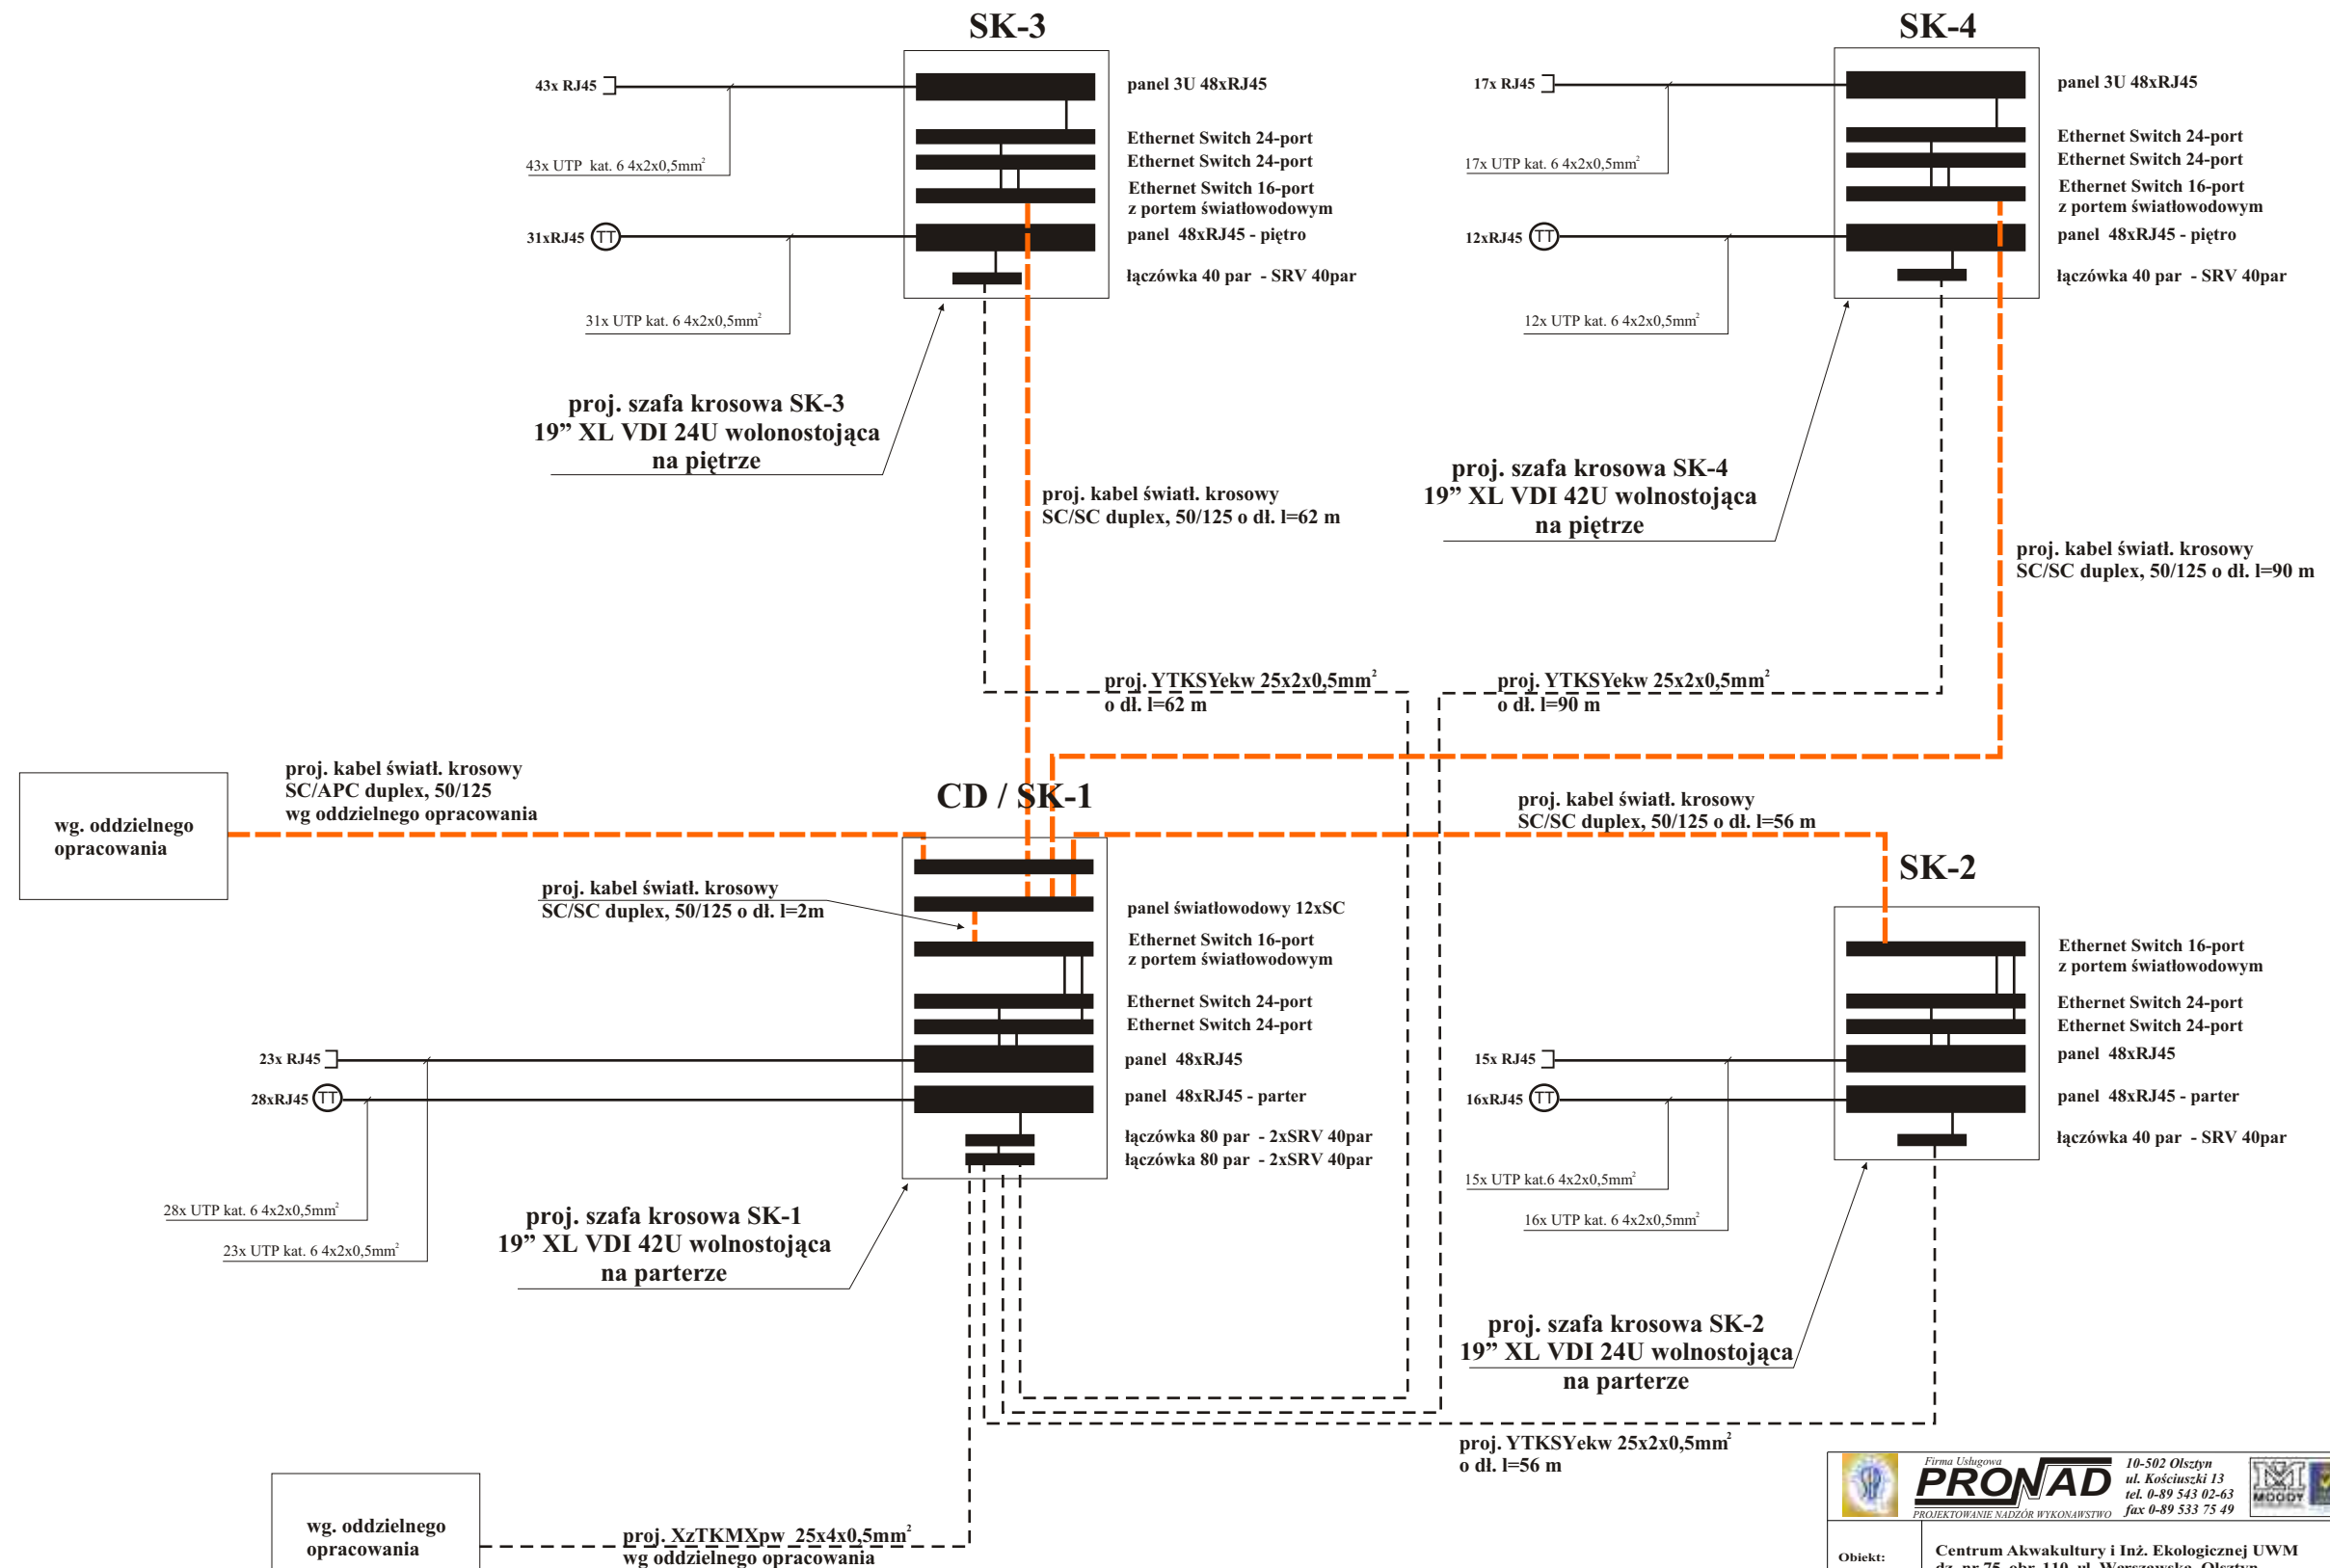 SK-3
43x RJ45
43x UTP kat. 6 4x2x0,5mm²
31xRJ45 TT
31x UTP kat. 6 4x2x0,5mm²
panel 3U 48xRJ45
Ethernet Switch 24-port
Ethernet Switch 24-port
Ethernet Switch 16-port
z portem światłowodowym
panel 48xRJ45 - piętro
łączówka 40 par - SRV 40par
proj. szafa krosowa SK-3
19” XL VDI 24U wolonostojąca
na piętrze
proj. kabel światł. krosowy
SC/SC duplex, 50/125 o dł. l=62 m
SK-4
17x RJ45
17x UTP kat. 6 4x2x0,5mm²
12xRJ45 TT
12x UTP kat. 6 4x2x0,5mm²
panel 3U 48xRJ45
Ethernet Switch 24-port
Ethernet Switch 24-port
Ethernet Switch 16-port
z portem światłowodowym
panel 48xRJ45 - piętro
łączówka 40 par - SRV 40par
proj. szafa krosowa SK-4
19” XL VDI 42U wolnostojąca
na piętrze
proj. kabel światł. krosowy
SC/SC duplex, 50/125 o dł. l=90 m
proj. YTKSYekw 25x2x0,5mm²
o dł. l=62 m
proj. YTKSYekw 25x2x0,5mm²
o dł. l=90 m
wg. oddzielnego
opracowania
proj. kabel światł. krosowy
SC/APC duplex, 50/125
wg oddzielnego opracowania
CD / SK-1
proj. kabel światł. krosowy
SC/SC duplex, 50/125 o dł. l=2m
panel światłowodowy 12xSC
Ethernet Switch 16-port
z portem światłowodowym
Ethernet Switch 24-port
Ethernet Switch 24-port
panel 48xRJ45
panel 48xRJ45 - parter
łączówka 80 par - 2xSRV 40par
łączówka 80 par - 2xSRV 40par
23x RJ45
28xRJ45 TT
28x UTP kat. 6 4x2x0,5mm²
23x UTP kat. 6 4x2x0,5mm²
proj. szafa krosowa SK-1
19” XL VDI 42U wolnostojąca
na parterze
proj. kabel światł. krosowy
SC/SC duplex, 50/125 o dł. l=56 m
SK-2
Ethernet Switch 16-port
z portem światłowodowym
Ethernet Switch 24-port
Ethernet Switch 24-port
panel 48xRJ45
panel 48xRJ45 - parter
łączówka 40 par - SRV 40par
15x RJ45
16xRJ45 TT
15x UTP kat.6 4x2x0,5mm²
16x UTP kat. 6 4x2x0,5mm²
proj. szafa krosowa SK-2
19” XL VDI 24U wolnostojąca
na parterze
proj. YTKSYekw 25x2x0,5mm²
o dł. l=56 m
wg. oddzielnego
opracowania
proj. XzTKMXpw 25x4x0,5mm²
wg oddzielnego opracowania
Firma Usługowa
PRONAD
PROJEKTOWANIE NADZÓR WYKONAWSTWO
10-502 Olsztyn
ul. Kościuszki 13
tel. 0-89 543 02-63
fax 0-89 533 75 49
MOODY
Obiekt:
Centrum Akwakultury i Inż. Ekologicznej UWM
dz. nr 75, obr. 110, ul. Warszawska, Olsztyn